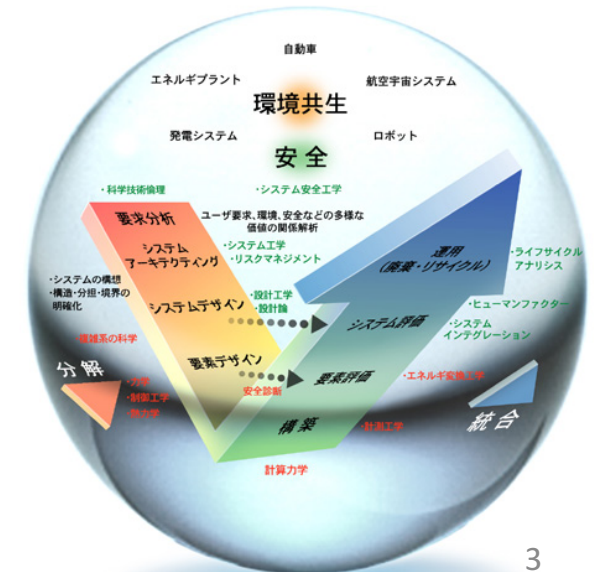 自動車
エネルギプラント
航空宇宙システム
環境共生
発電システム
ロボット
安全
・科学技術倫理
・システム安全工学
要求分析
ユーザ要求、環境、安全などの多様な
価値の関係解析
システム
アーキテクティング
・システム工学
・リスクマネジメント
運用
(廃棄・リサイクル)
・ライフサイクル
アナリシス
・システムの構想
・構造・分担・境界の
明確化
システムデザイン
・設計工学
・設計論
システム評価
・ヒューマンファクター
・システム
インテグレーション
複雑系の科学
分解
要素デザイン
安全診断
要素評価
・エネルギ変換工学
・力学
・制御工学
・熱力学
構築
・計測工学
統合
計算力学
3